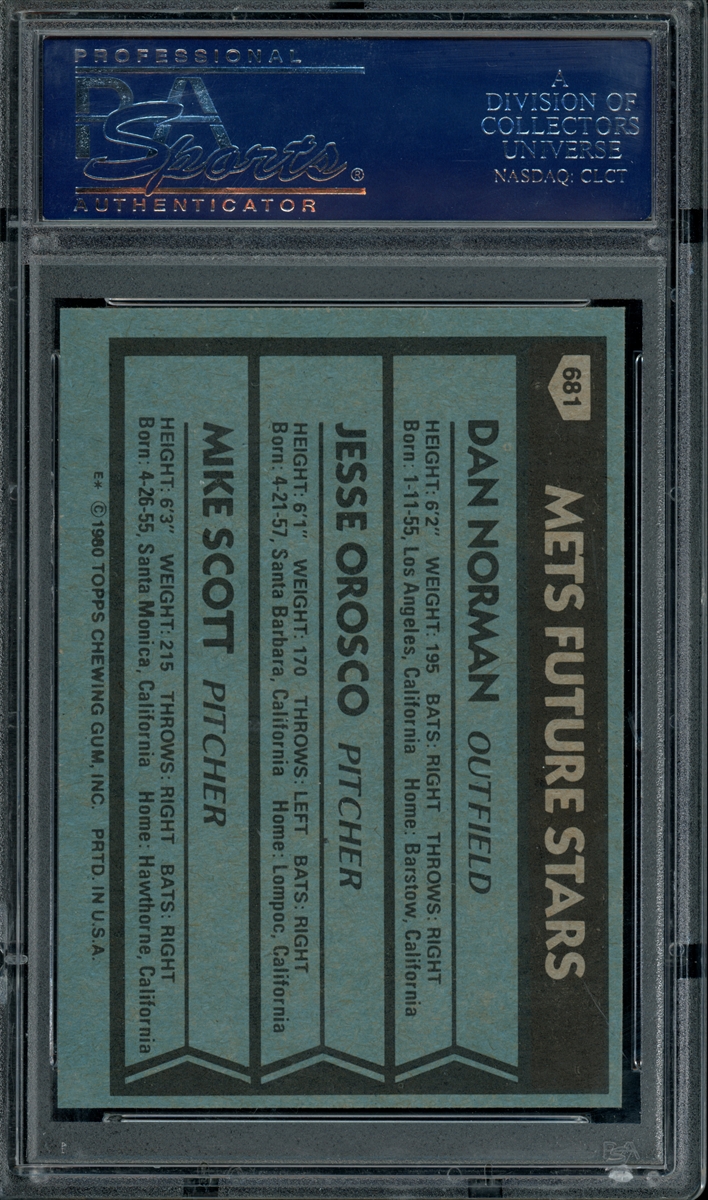 PROFESSIONAL
PSA
Sports®
AUTHENTICATOR
A
DIVISION OF
COLLECTORS
UNIVERSE
NASDAQ: CLCT
681
METS FUTURE STARS
DAN NORMAN OUTFIELD
HEIGHT: 6'2" WEIGHT: 195 BATS: RIGHT THROWS: RIGHT
Born: 1-11-55, Los Angeles, California Home: Barstow, California
JESSE OROSCO PITCHER
HEIGHT: 6'1" WEIGHT: 170 THROWS: LEFT BATS: RIGHT
Born: 4-21-57, Santa Barbara, California Home: Lompoc, California
MIKE SCOTT PITCHER
HEIGHT: 6'3" WEIGHT: 215 THROWS: RIGHT BATS: RIGHT
Born: 4-26-55, Santa Monica, California Home: Hawthorne, California
E* ©1980 TOPPS CHEWING GUM, INC. PRTD. IN U.S.A.
PSA